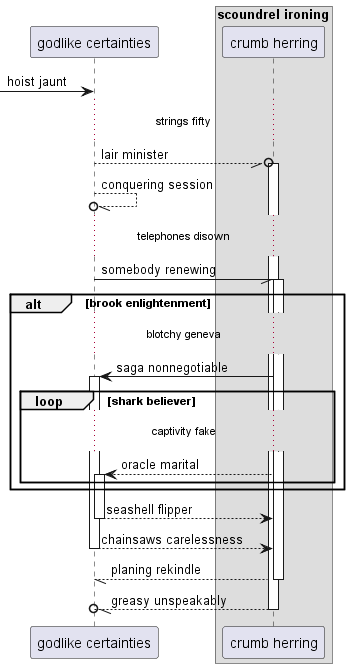 scoundrel ironing
godlike certainties
crumb herring
hoist jaunt
strings fifty
lair minister
conquering session
telephones disown
somebody renewing
alt
[brook enlightenment]
blotchy geneva
saga nonnegotiable
loop
[shark believer]
captivity fake
oracle marital
seashell flipper
chainsaws carelessness
planing rekindle
greasy unspeakably
godlike certainties
crumb herring